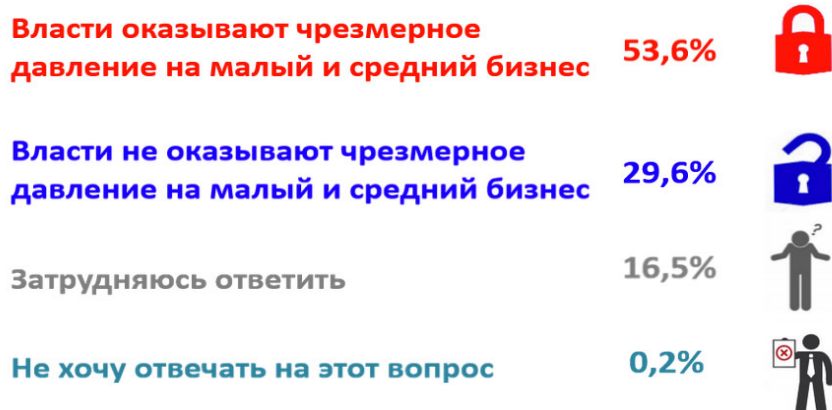 Власти оказывают чрезмерное
давление на малый и средний бизнес
53,6%
Власти не оказывают чрезмерное
давление на малый и средний бизнес
29,6%
?
Затрудняюсь ответить
16,5%
Не хочу отвечать на этот вопрос
0,2%